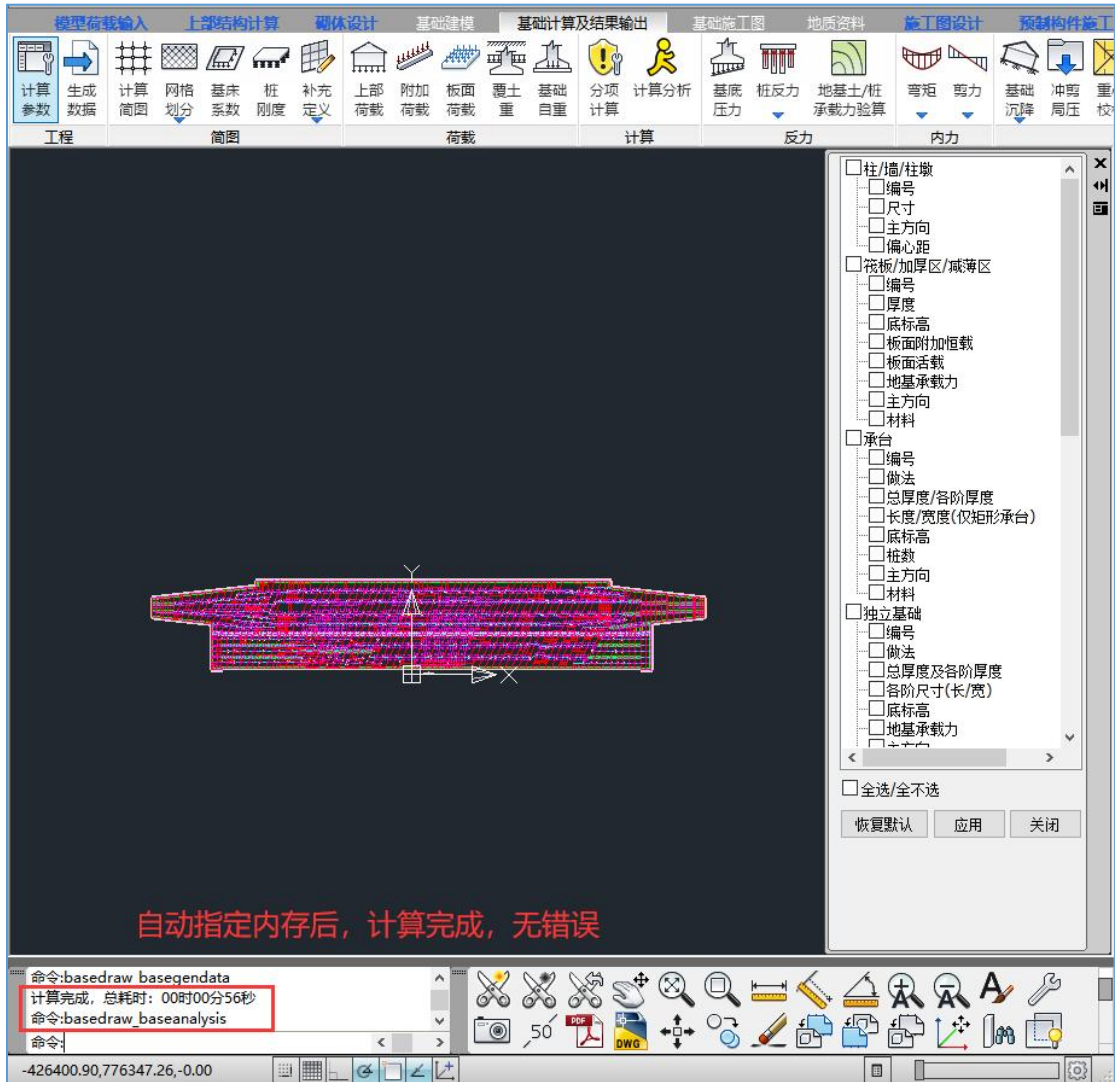 模型荷载输入 上部结构计算 砌体设计 基础建模 基础计算及结果输出 基础施工图 地质资料 施工图设计 预制构件施工
计算参数 生成数据 计算简图 网格划分 基床系数 桩刚度 补充定义 上部荷载 附加荷载 板面荷载 覆土重 基础自重 分项计算 计算分析 基底压力 桩反力 地基土/桩承载力验算 弯矩 剪力 基础沉降 冲剪局压
工程 简图 荷载 计算 反力 内力
柱/墙/柱墩
编号
尺寸
主方向
偏心距
筏板/加厚区/减薄区
编号
厚度
底标高
板面附加恒载
板面活载
地基承载力
主方向
材料
承台
编号
做法
总厚度/各阶厚度
长度/宽度(仅矩形承台)
底标高
桩数
主方向
材料
独立基础
编号
做法
总厚度及各阶厚度
各阶尺寸(长/宽)
底标高
地基承载力
全选/全不选
恢复默认 应用 关闭
Y
X
自动指定内存后，计算完成，无错误
命令:basedraw_basegendata
计算完成，总耗时：00时00分56秒
命令:basedraw_baseanalysis
命令:
50
PDF
DWG
A A A
-426400.90,776347.26,-0.00